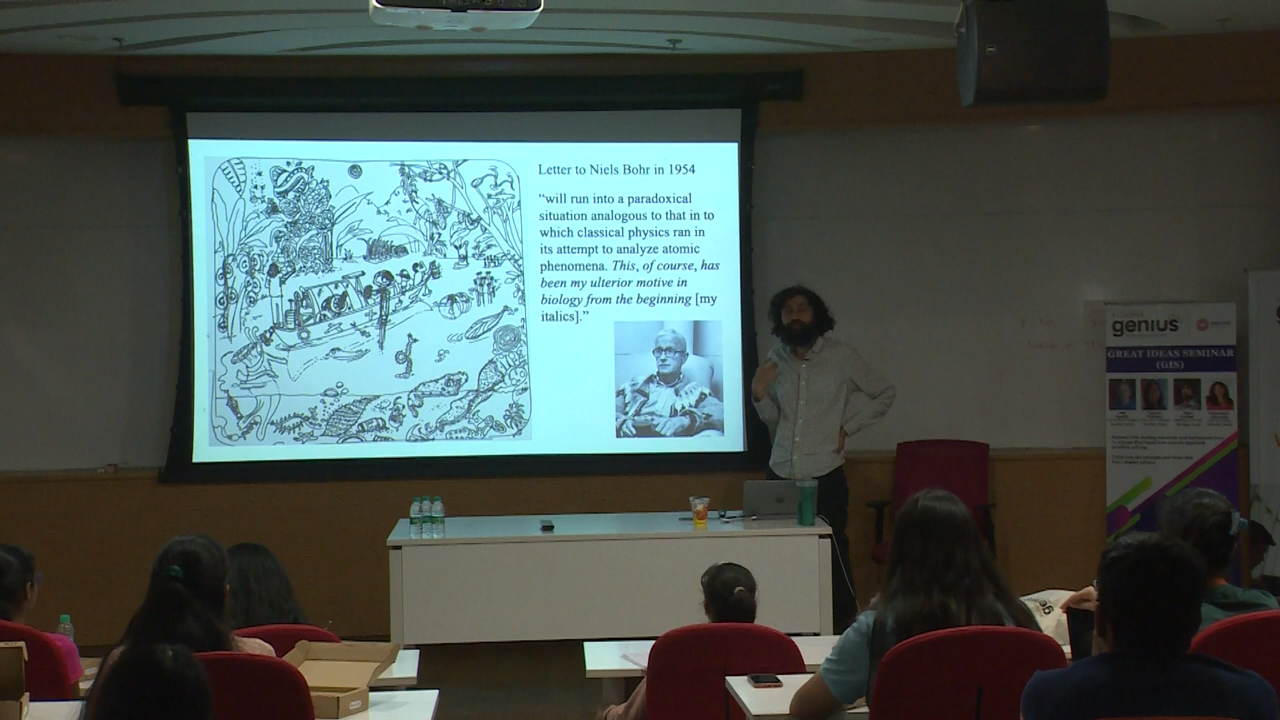 Letter to Niels Bohr in 1954
“will run into a paradoxical
situation analogous to that in to
which classical physics ran in
its attempt to analyze atomic
phenomena. This, of course, has
been my ulterior motive in
biology from the beginning [my
italics].”
genius
GREAT IDEAS SEMINAR
(GIS)